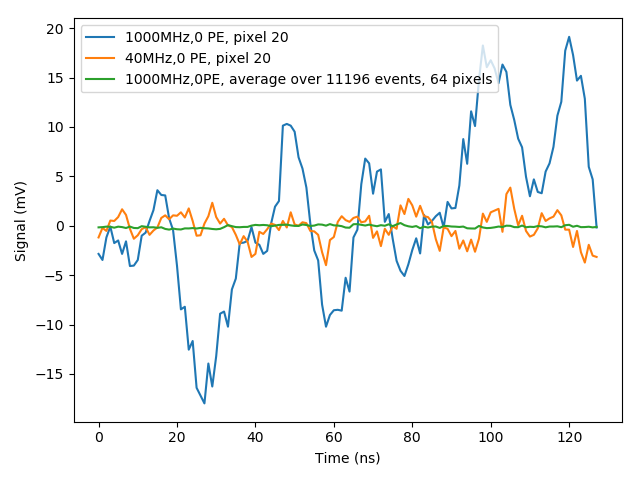 1000MHz,0 PE, pixel 20
40MHz,0 PE, pixel 20
1000MHz,0PE, average over 11196 events, 64 pixels
Signal (mV)
20
15
10
5
0
−5
−10
−15
0 20 40 60 80 100 120
Time (ns)